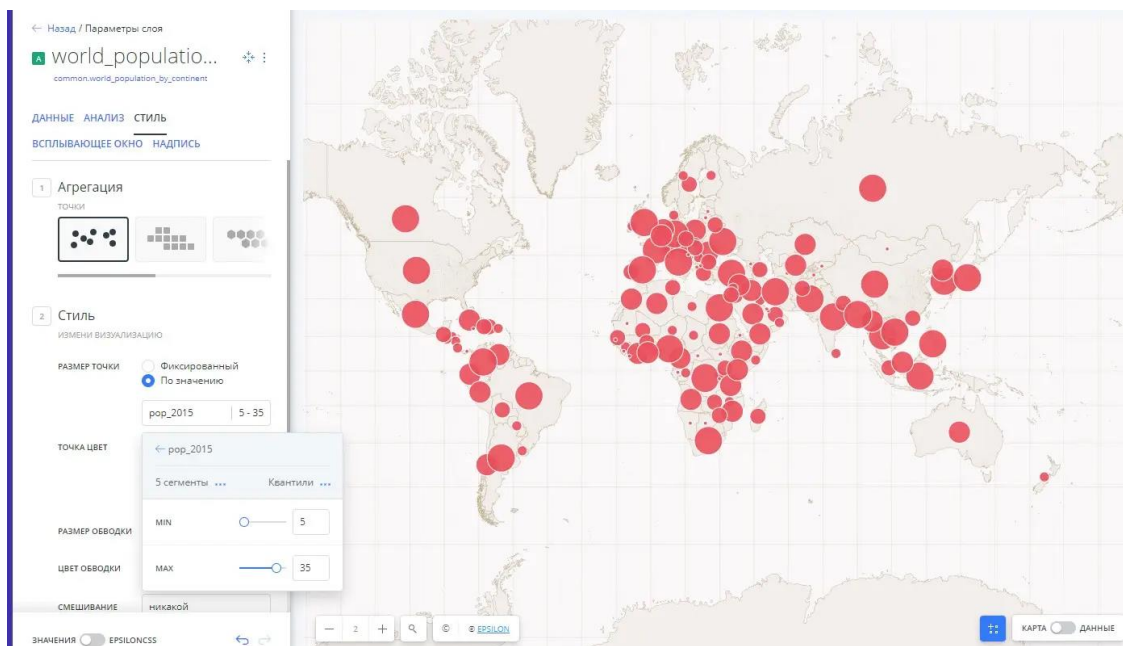 ← Назад / Параметры слоя
A world_populatio...
common.world_population_by_continent
ДАННЫЕ АНАЛИЗ СТИЛЬ
ВСПЛЫВАЮЩЕЕ ОКНО НАДПИСЬ
1 Агрегация
ТОЧКИ
2 Стиль
ИЗМЕНИ ВИЗУАЛИЗАЦИЮ
РАЗМЕР ТОЧКИ Фиксированный
По значению
pop_2015 5 - 35
ТОЧКА ЦВЕТ
← pop_2015
5 сегменты ... Квантили ...
MIN 5
РАЗМЕР ОБВОДКИ
ЦВЕТ ОБВОДКИ MAX 35
СМЕШИВАНИЕ никакой
ЗНАЧЕНИЯ EPSILONCSS
− 2 + © © EPSILON
КАРТА ДАННЫЕ